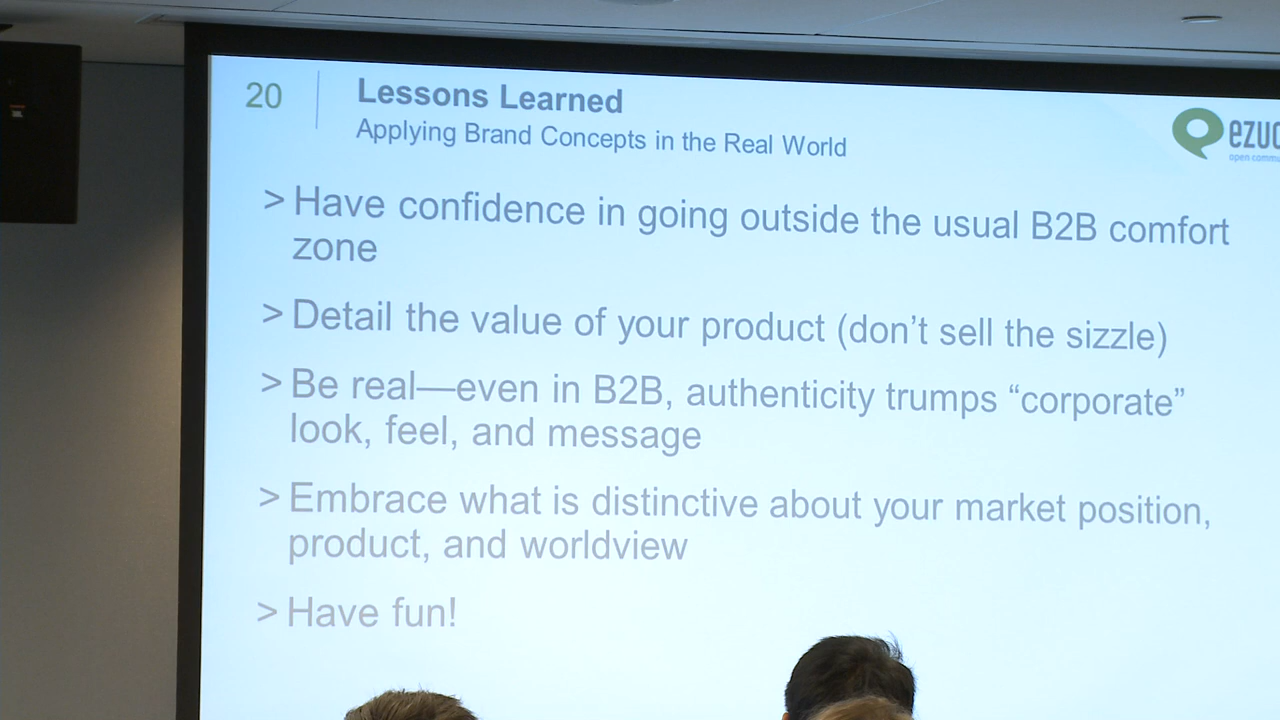 20
Lessons Learned
Applying Brand Concepts in the Real World
> Have confidence in going outside the usual B2B comfort
zone
> Detail the value of your product (don’t sell the sizzle)
> Be real—even in B2B, authenticity trumps “corporate”
look, feel, and message
> Embrace what is distinctive about your market position,
product, and worldview
> Have fun!
open